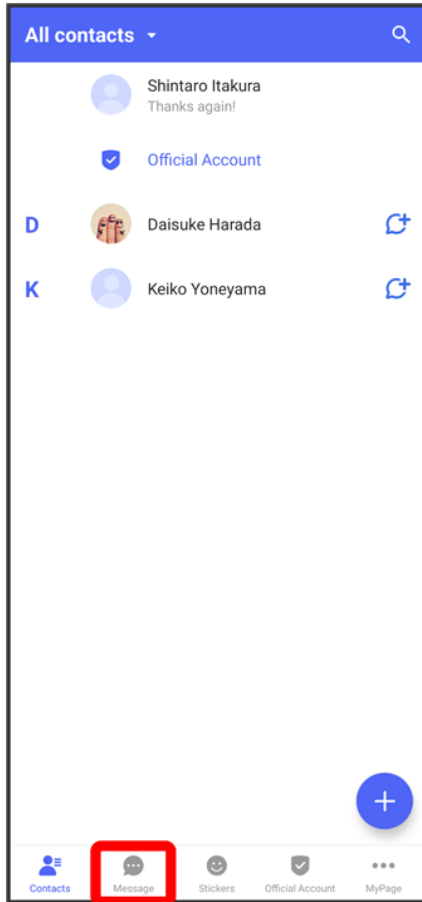 All contacts
Shintaro Itakura
Thanks again!
Official Account
D Daisuke Harada
K Keiko Yoneyama
Contacts Message Stickers Official Account MyPage